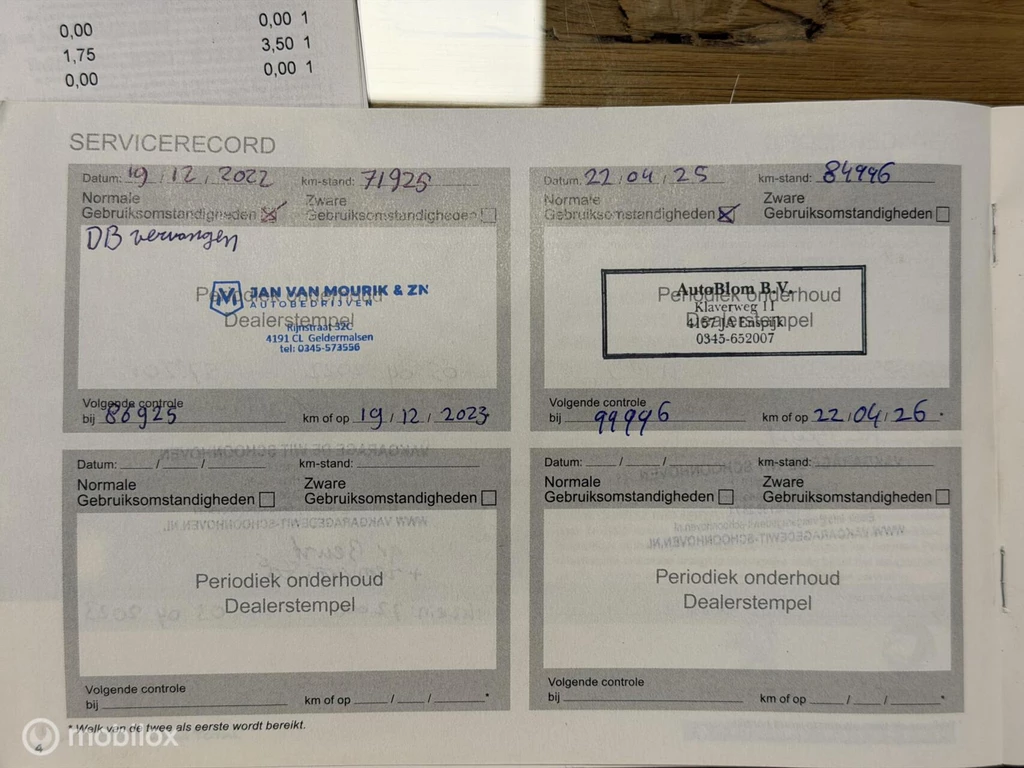 0,00 0,00 1
1,75 3,50 1
0,00 0,00 1
SERVICERECORD
Datum: 19 / 12 / 2022 km-stand: 71925
Normale Gebruiksomstandigheden Zware Gebruiksomstandigheden
DB vervangen
JAN VAN MOURIK & ZN
AUTOBEDRIJVEN
Periodiek onderhoud
Dealerstempel
Rijnstraat 32C
4191 CL Geldermalsen
tel: 0345-573556
Volgende controle
bij 86925 km of op 19 / 12 / 2023
Datum: 22 / 04 / 25 km-stand: 84996
Normale Gebruiksomstandigheden Zware Gebruiksomstandigheden
AutoBlom B.V.
Periodiek onderhoud
Klaverweg 11
Dealerstempel
4157 JA Enspijk
0345-652007
Volgende controle
bij 99996 km of op 22 / 04 / 26 *
Datum: / / km-stand:
Normale Gebruiksomstandigheden Zware Gebruiksomstandigheden
Periodiek onderhoud
Dealerstempel
Volgende controle
bij km of op / / *
Datum: / / km-stand:
Normale Gebruiksomstandigheden Zware Gebruiksomstandigheden
Periodiek onderhoud
Dealerstempel
Volgende controle
bij km of op / / *
* Welk van de twee als eerste wordt bereikt.
4
mobilox